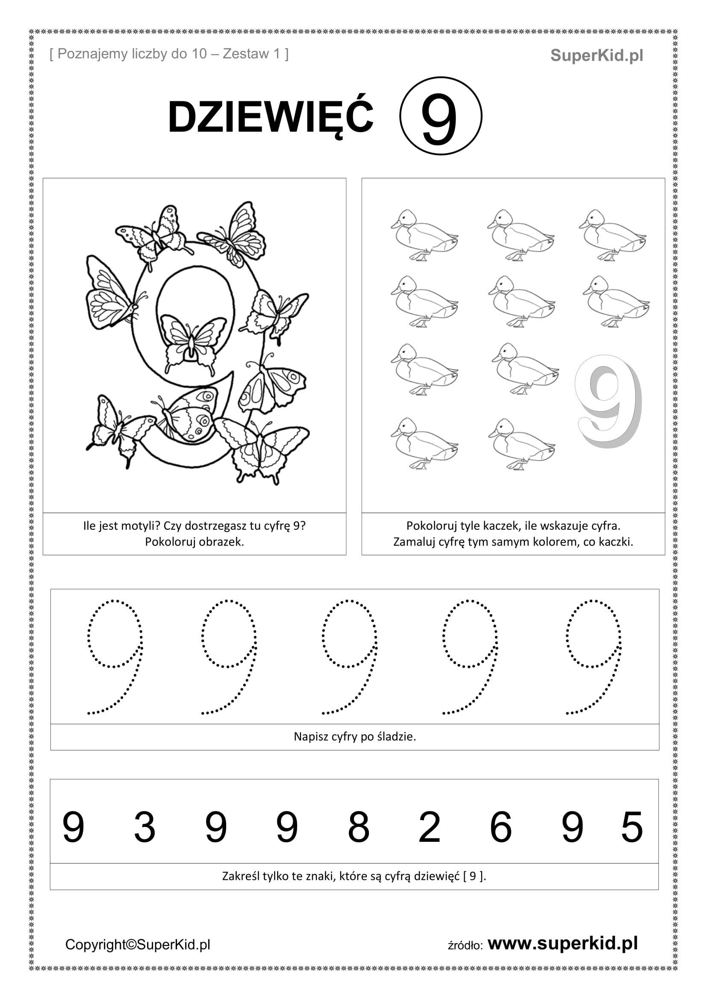 [ Poznajemy liczby do 10 – Zestaw 1 ]
SuperKid.pl
DZIEWIĘĆ 9
9
9
Ile jest motyli? Czy dostrzegasz tu cyfrę 9?
Pokoloruj obrazek.
Pokoloruj tyle kaczek, ile wskazuje cyfra.
Zamaluj cyfrę tym samym kolorem, co kaczki.
9 9 9 9 9
Napisz cyfry po śladzie.
9 3 9 9 8 2 6 9 5
Zakreśl tylko te znaki, które są cyfrą dziewięć [ 9 ].
Copyright©SuperKid.pl
źródło: www.superkid.pl